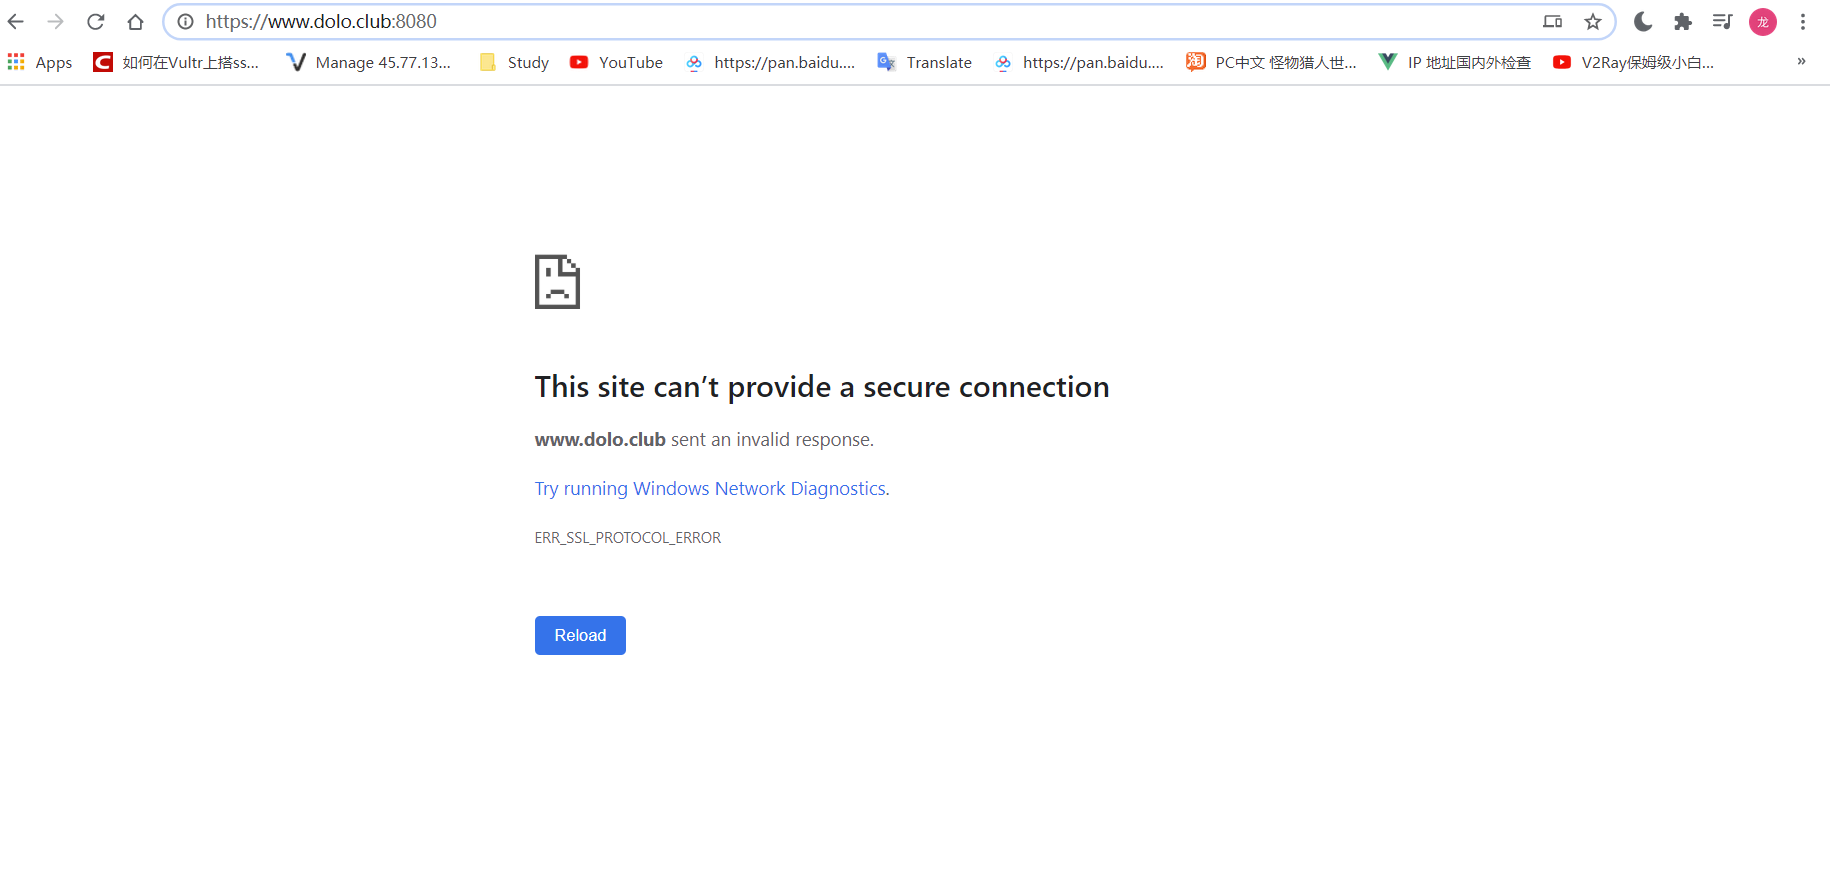 https://www.dolo.club:8080
龙
Apps 如何在Vultr上搭ss... Manage 45.77.13... Study YouTube https://pan.baidu.... Translate https://pan.baidu.... 淘 PC中文 怪物猎人世... IP 地址国内外检查 V2Ray保姆级小白... »
This site can’t provide a secure connection
www.dolo.club sent an invalid response.
Try running Windows Network Diagnostics.
ERR_SSL_PROTOCOL_ERROR
Reload